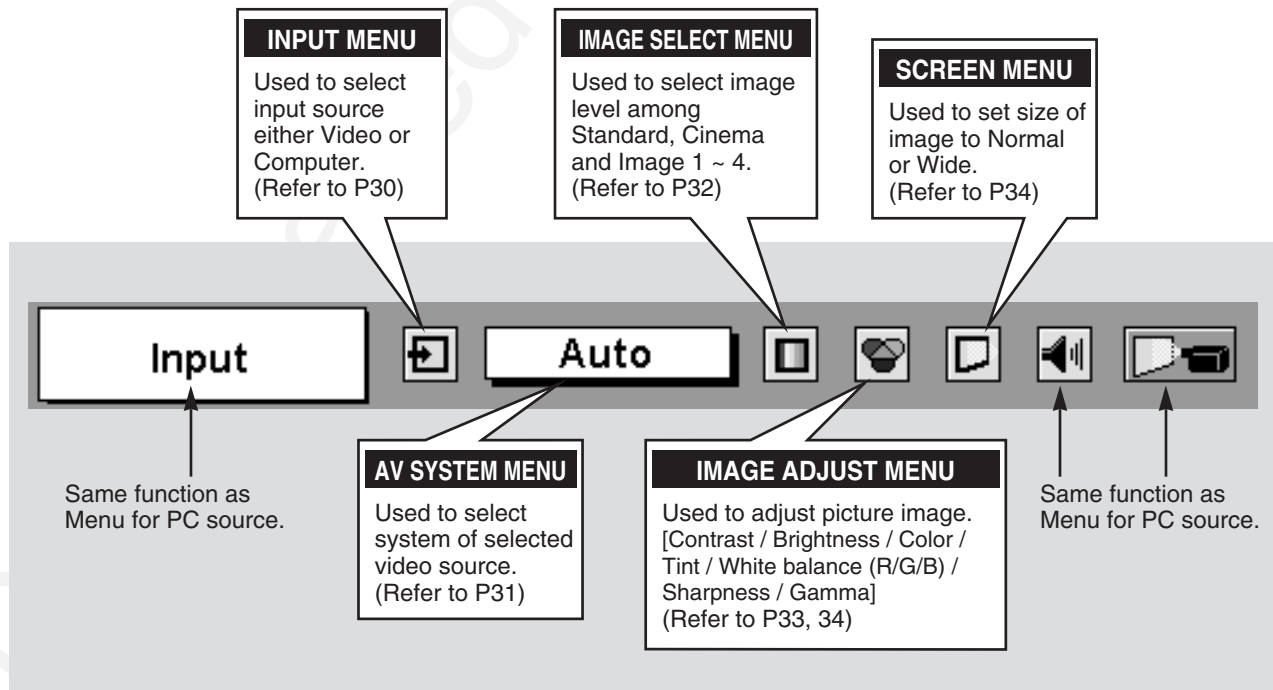 INPUT MENU
Used to select
input source
either Video or
Computer.
(Refer to P30)
IMAGE SELECT MENU
Used to select image
level among
Standard, Cinema
and Image 1 ~ 4.
(Refer to P32)
SCREEN MENU
Used to set size of
image to Normal
or Wide.
(Refer to P34)
Input
Auto
Same function as
Menu for PC source.
AV SYSTEM MENU
Used to select
system of selected
video source.
(Refer to P31)
IMAGE ADJUST MENU
Used to adjust picture image.
[Contrast / Brightness / Color /
Tint / White balance (R/G/B) /
Sharpness / Gamma]
(Refer to P33, 34)
Same function as
Menu for PC source.